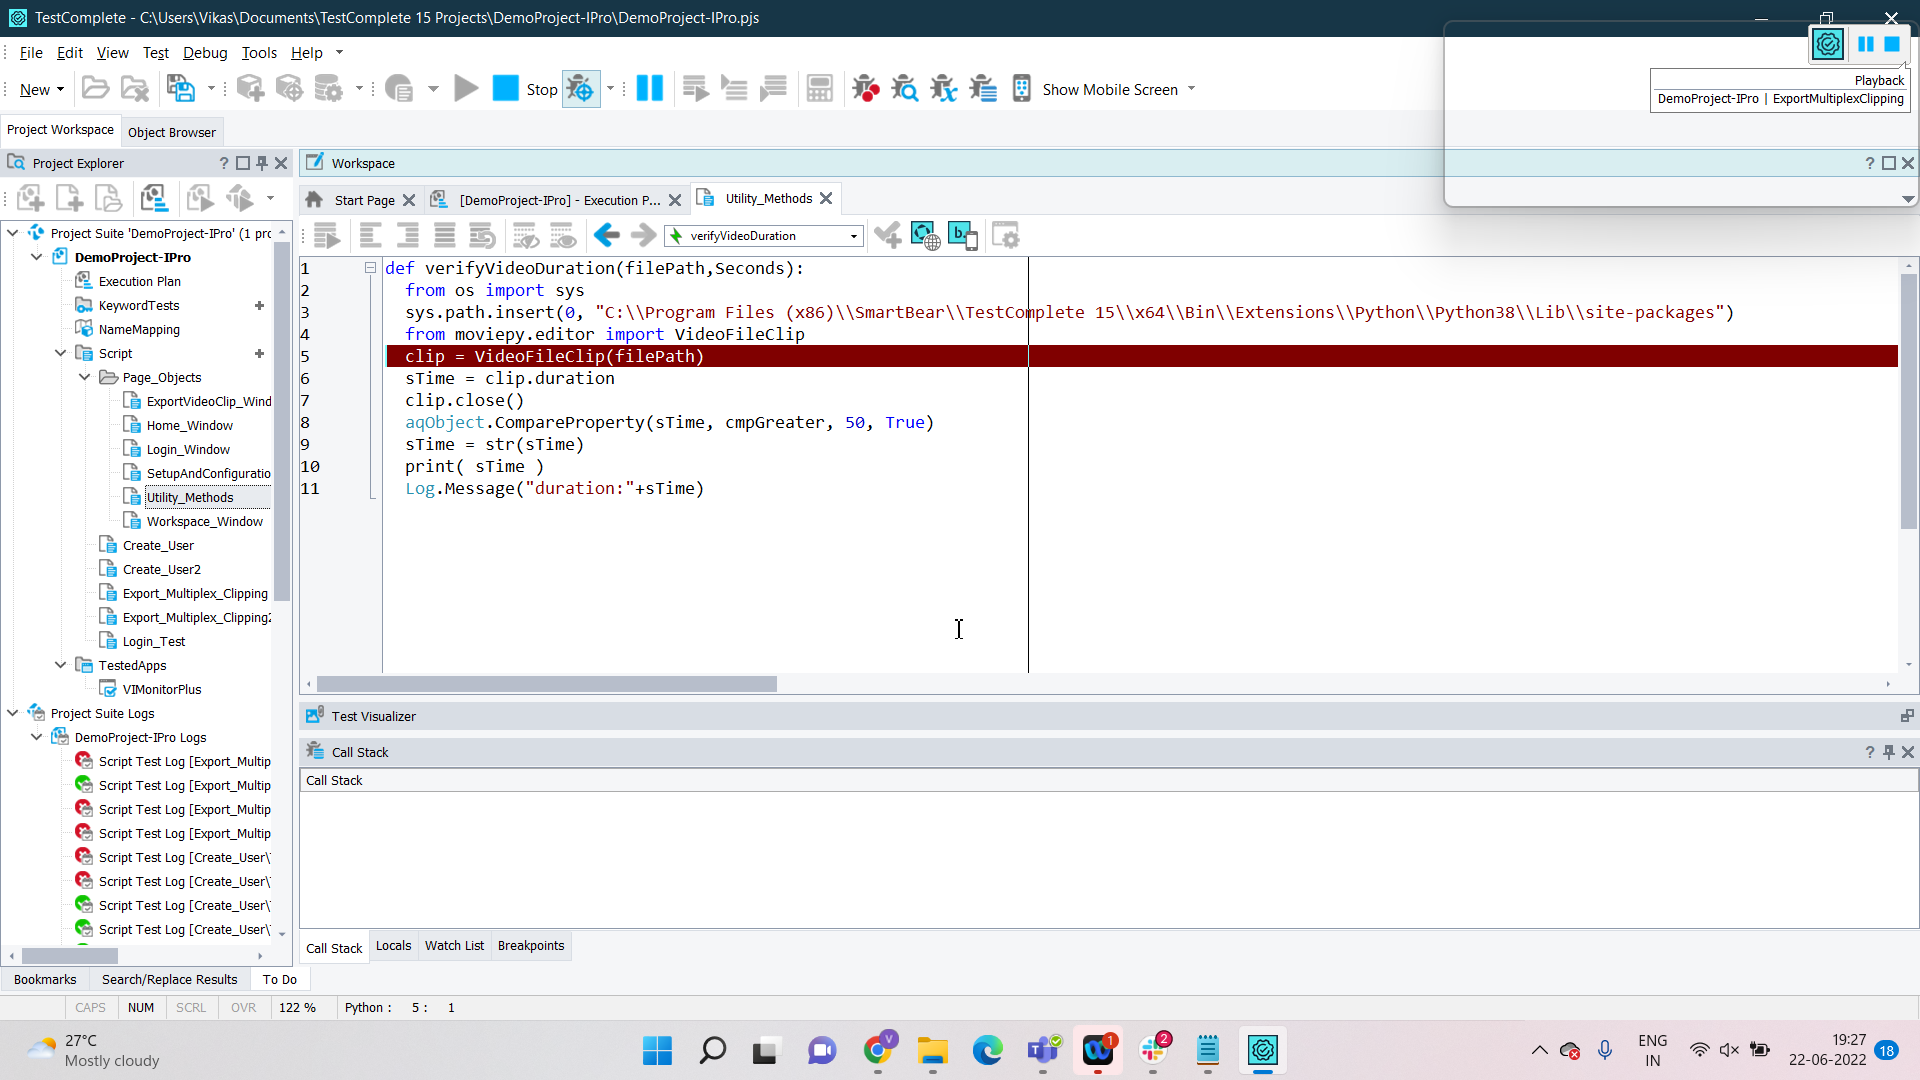 TestComplete - C:\Users\Vikas\Documents\TestComplete 15 Projects\DemoProject-IPro\DemoProject-IPro.pjs
File Edit View Test Debug Tools Help
New Stop Show Mobile Screen
Playback
DemoProject-IPro | ExportMultiplexClipping
Project Workspace Object Browser
Project Explorer ?
Workspace ?
Start Page [DemoProject-IPro] - Execution P... Utility_Methods
verifyVideoDuration
Project Suite 'DemoProject-IPro' (1 prc
DemoProject-IPro
Execution Plan
KeywordTests
NameMapping
Script
Page_Objects
ExportVideoClip_Wind
Home_Window
Login_Window
SetupAndConfiguratio
Utility_Methods
Workspace_Window
Create_User
Create_User2
Export_Multiplex_Clipping
Export_Multiplex_Clipping2
Login_Test
TestedApps
VIMonitorPlus
Project Suite Logs
DemoProject-IPro Logs
Script Test Log [Export_Multip
Script Test Log [Export_Multip
Script Test Log [Export_Multip
Script Test Log [Export_Multip
Script Test Log [Create_User\
Script Test Log [Create_User\
Script Test Log [Create_User\
Script Test Log [Create_User\
1 def verifyVideoDuration(filePath,Seconds):
2 from os import sys
3 sys.path.insert(0, "C:\\Program Files (x86)\\SmartBear\\TestComplete 15\\x64\\Bin\\Extensions\\Python\\Python38\\Lib\\site-packages")
4 from moviepy.editor import VideoFileClip
5 clip = VideoFileClip(filePath)
6 sTime = clip.duration
7 clip.close()
8 aqObject.CompareProperty(sTime, cmpGreater, 50, True)
9 sTime = str(sTime)
10 print( sTime )
11 Log.Message("duration:"+sTime)
Test Visualizer
Call Stack ?
Call Stack
Call Stack Locals Watch List Breakpoints
Bookmarks Search/Replace Results To Do
CAPS NUM SCRL OVR 122 % Python : 5 : 1
27°C
Mostly cloudy
V
1
2
b.
ENG
IN
19:27
22-06-2022
18